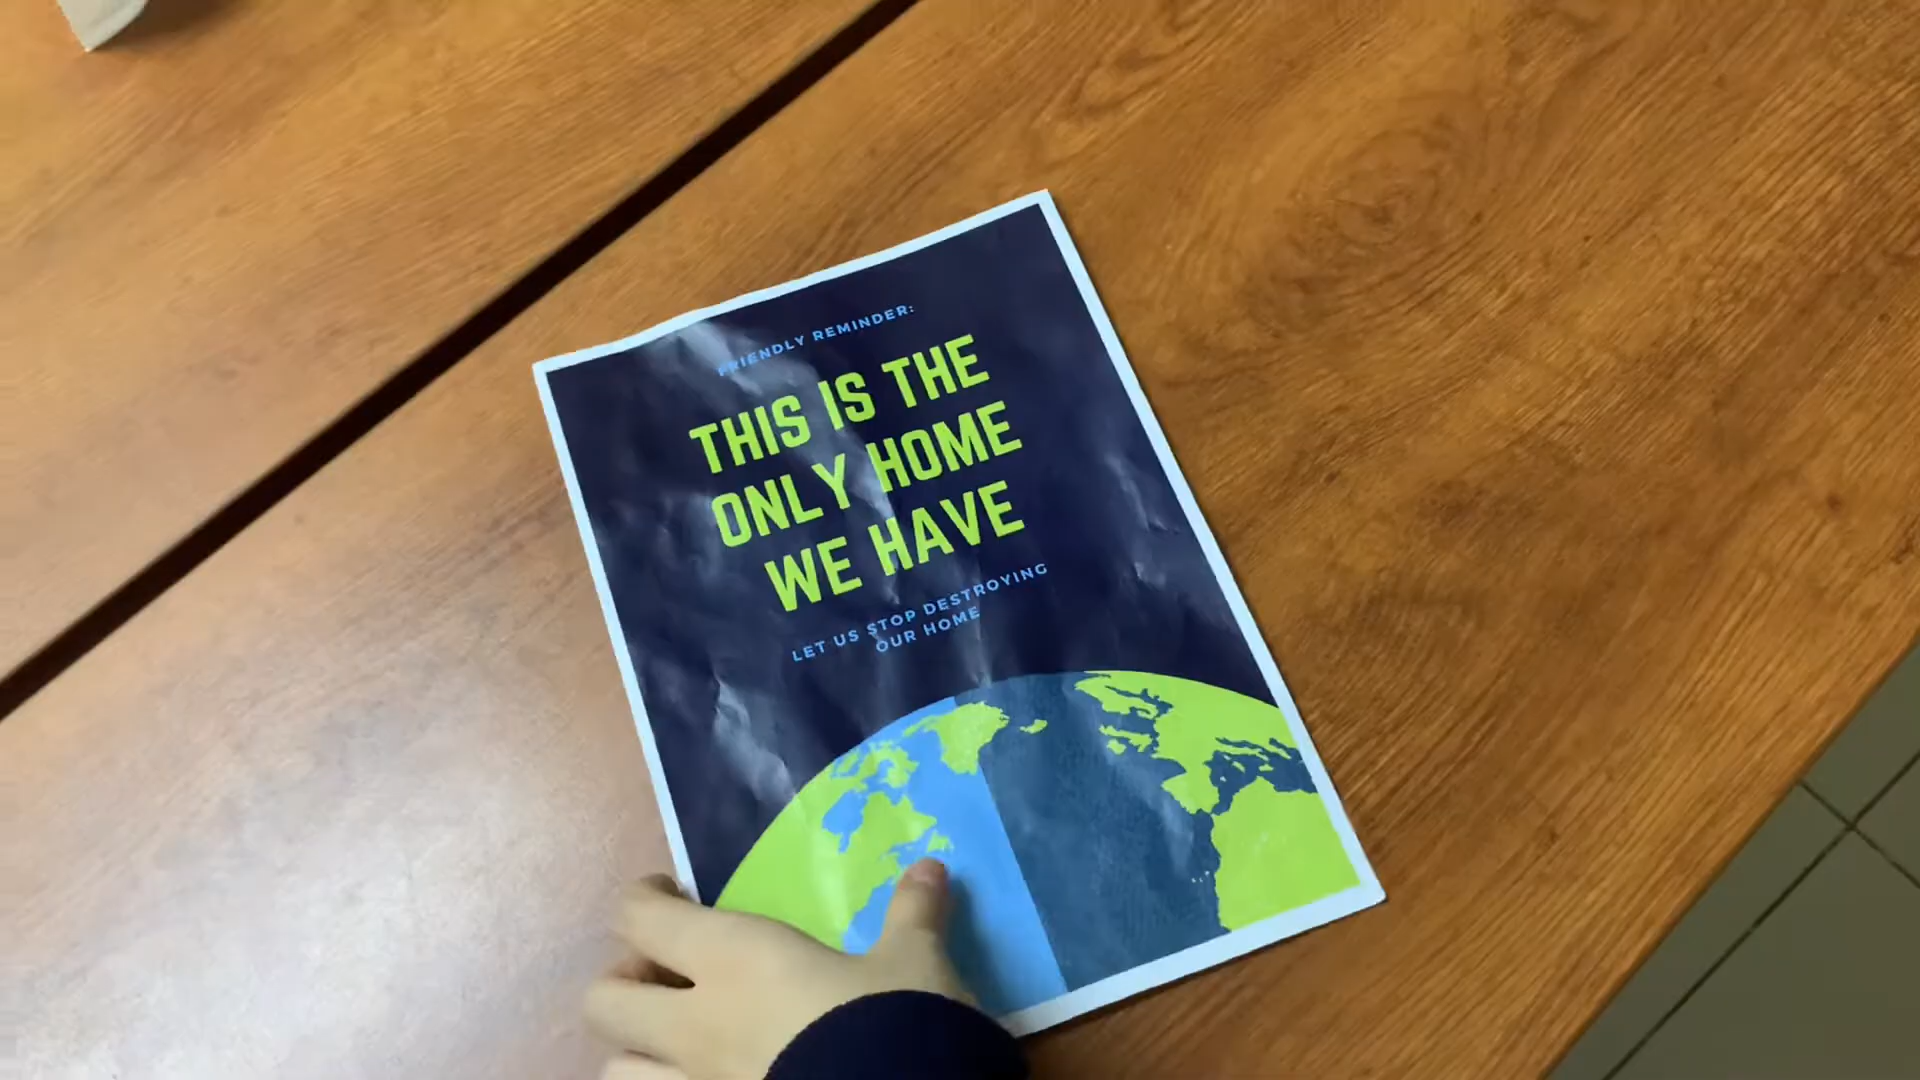 FRIENDLY REMINDER:
THIS IS THE
ONLY HOME
WE HAVE
LET US STOP DESTROYING
OUR HOME